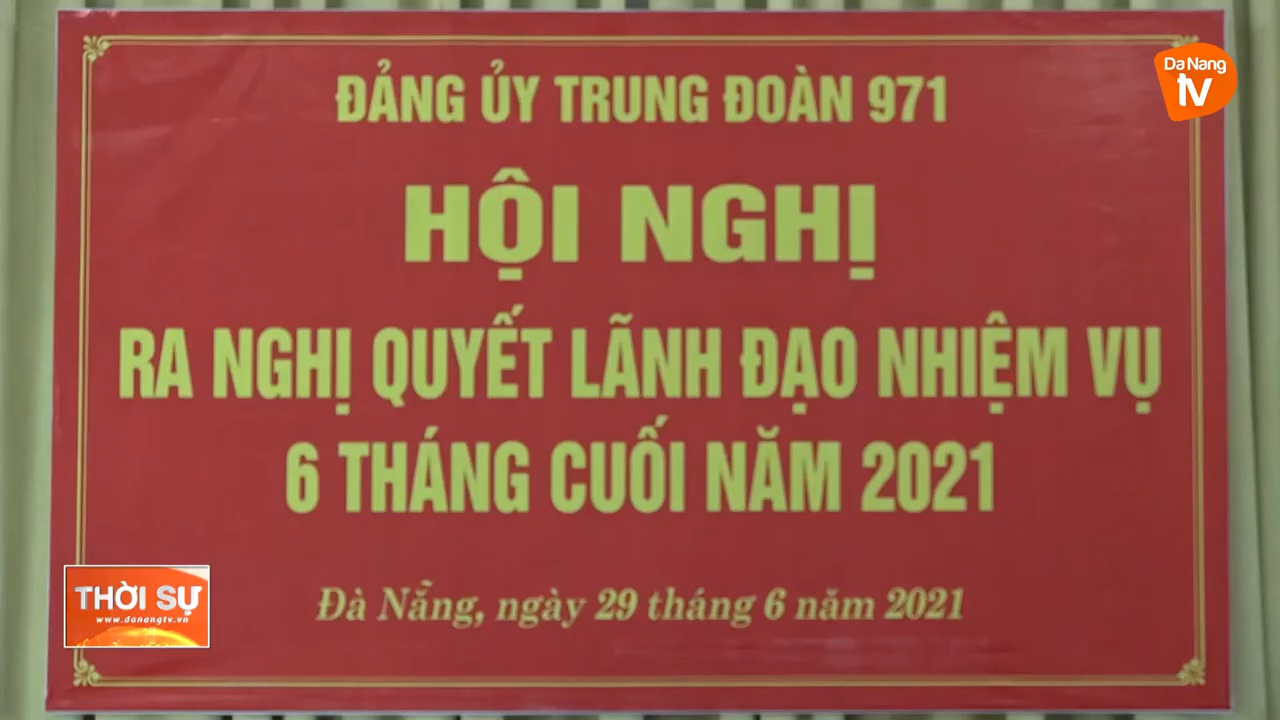 ĐẢNG ỦY TRUNG ĐOÀN 971
Da Nang
tv
HỘI NGHỊ
RA NGHỊ QUYẾT LÃNH ĐẠO NHIỆM VỤ
6 THÁNG CUỐI NĂM 2021
Đà Nẵng, ngày 29 tháng 6 năm 2021
THỜI SỰ
www.danangtv.vn